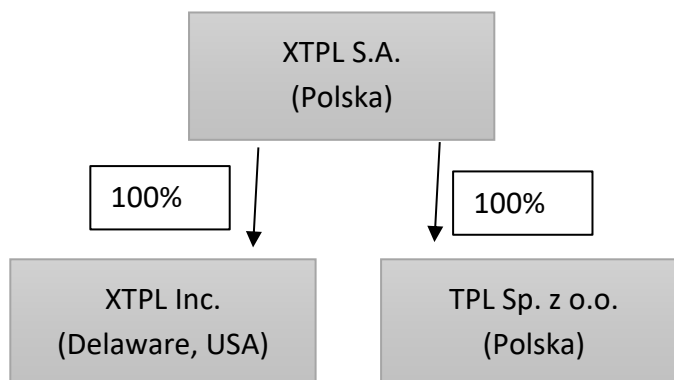 XTPL S.A.
(Polska)
100%
100%
XTPL Inc.
(Delaware, USA)
TPL Sp. z o.o.
(Polska)